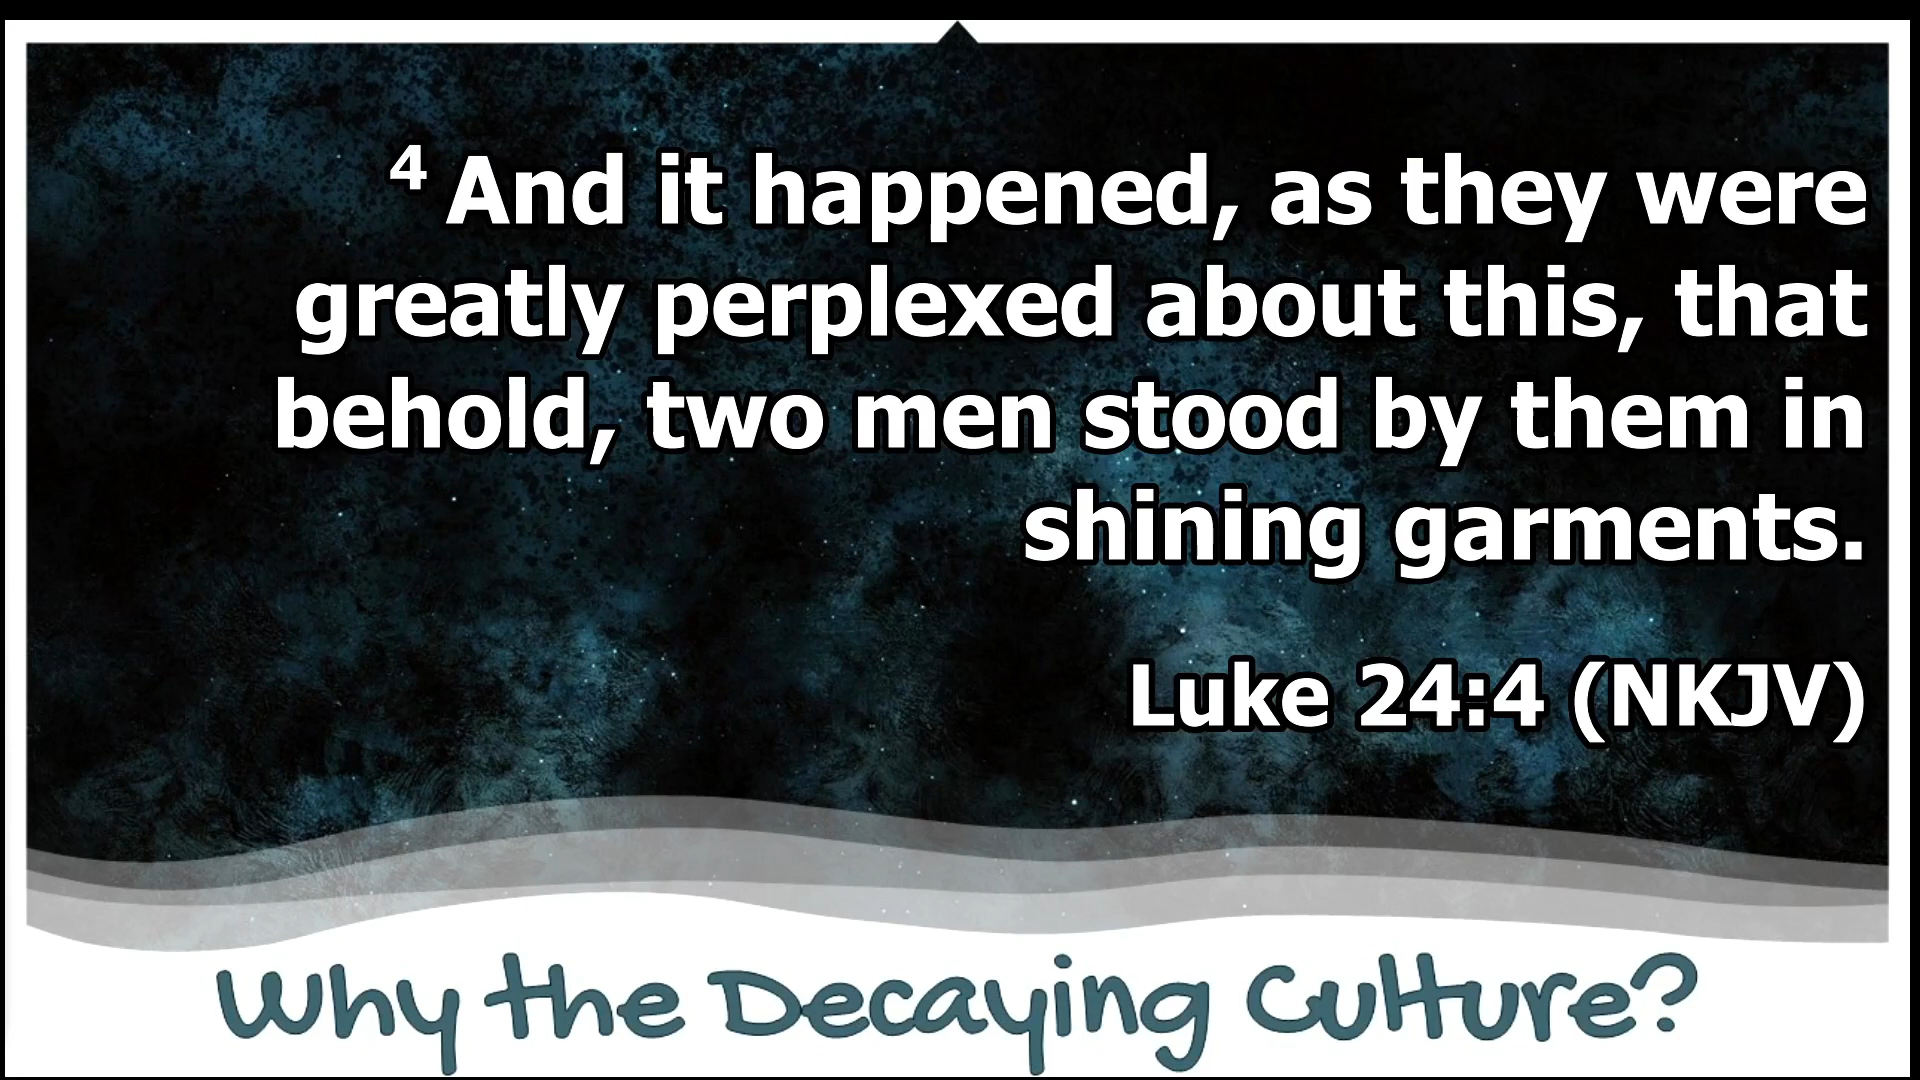 4 And it happened, as they were
greatly perplexed about this, that
behold, two men stood by them in
shining garments.
Luke 24:4 (NKJV)
Why the Decaying Culture?